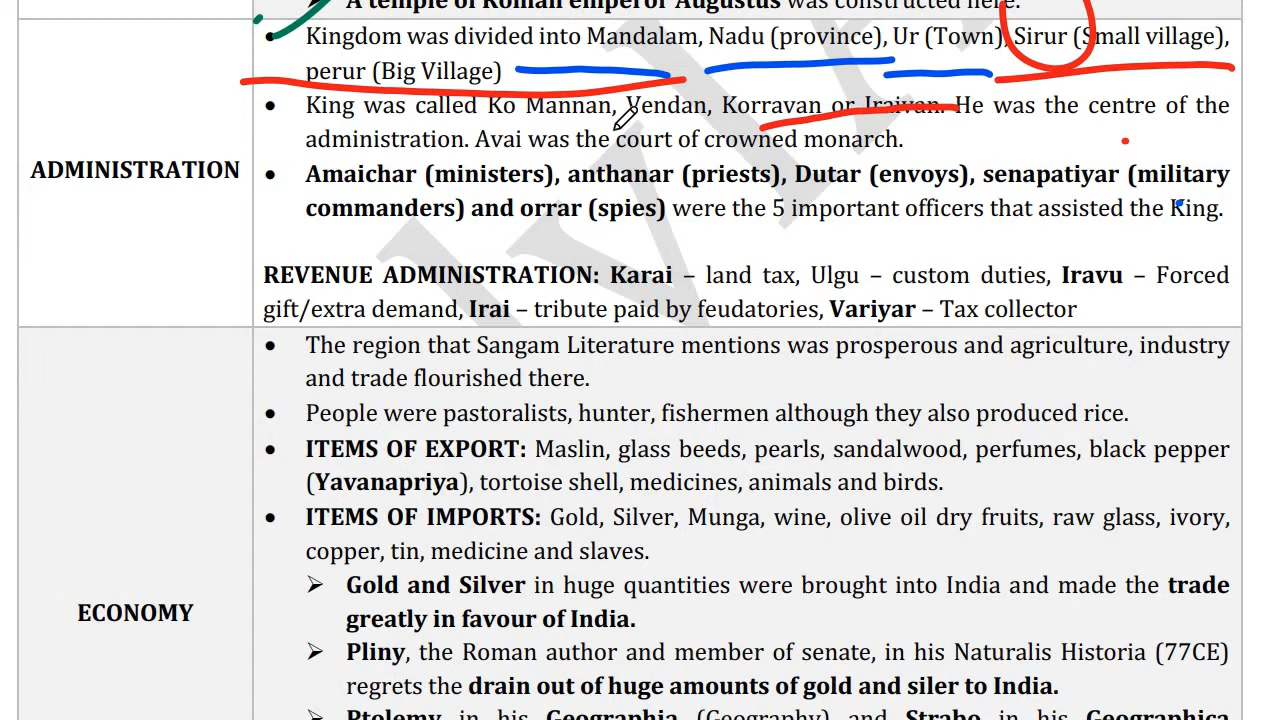 A temple of Roman emperor Augustus was constructed here.
Kingdom was divided into Mandalam, Nadu (province), Ur (Town), Sirur (Small village),
perur (Big Village)
King was called Ko Mannan, Vendan, Korravan or Iraivan. He was the centre of the
administration. Avai was the court of crowned monarch.
ADMINISTRATION
Amaichar (ministers), anthanar (priests), Dutar (envoys), senapatiyar (military
commanders) and orrar (spies) were the 5 important officers that assisted the King.
REVENUE ADMINISTRATION: Karai – land tax, Ulgu – custom duties, Iravu – Forced
gift/extra demand, Irai – tribute paid by feudatories, Variyar – Tax collector
The region that Sangam Literature mentions was prosperous and agriculture, industry
and trade flourished there.
People were pastoralists, hunter, fishermen although they also produced rice.
ITEMS OF EXPORT: Maslin, glass beeds, pearls, sandalwood, perfumes, black pepper
(Yavanapriya), tortoise shell, medicines, animals and birds.
ITEMS OF IMPORTS: Gold, Silver, Munga, wine, olive oil dry fruits, raw glass, ivory,
copper, tin, medicine and slaves.
Gold and Silver in huge quantities were brought into India and made the trade
greatly in favour of India.
ECONOMY
Pliny, the Roman author and member of senate, in his Naturalis Historia (77CE)
regrets the drain out of huge amounts of gold and siler to India.
Ptolemy in his Geographia (Geography) and Strabo in his Geographica